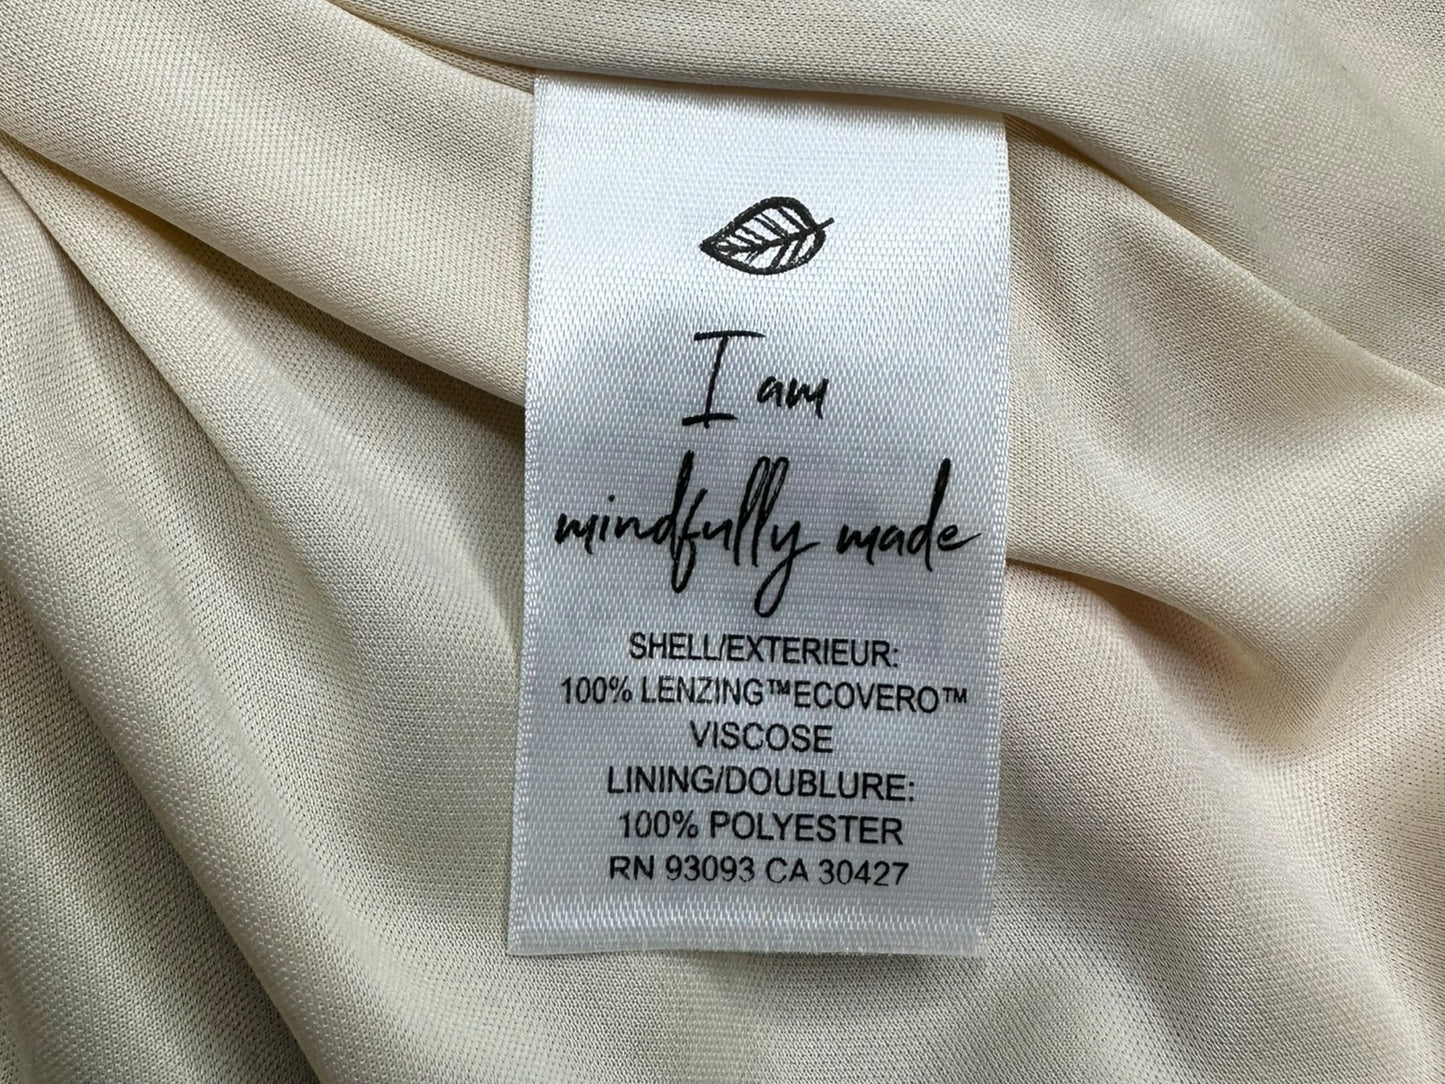 I am
mindfully made
SHELL/EXTERIEUR:
100% LENZING™ECOVERO™
VISCOSE
LINING/DOUBLURE:
100% POLYESTER
RN 93093 CA 30427